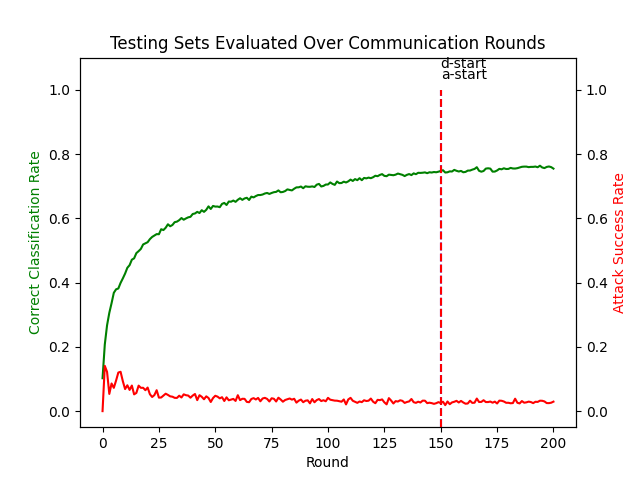 Testing Sets Evaluated Over Communication Rounds
d-start
a-start
1.0
0.8
0.6
0.4
0.2
0.0
Correct Classification Rate
1.0
0.8
0.6
0.4
0.2
0.0
Attack Success Rate
0 25 50 75 100 125 150 175 200
Round